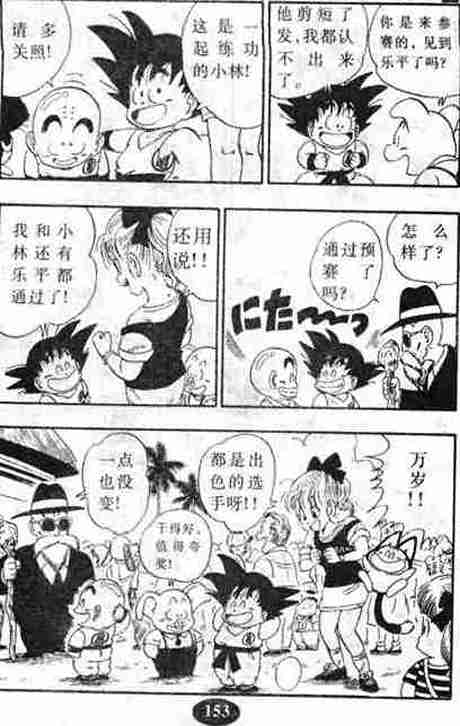 你是来参
赛的，见到
乐平了吗？
他剪短了
发，我都认
不出来
了。
这是一
起练功
的小林！
请多
关照！
怎么
样了？
通过预
赛了
吗？
にた〜〜っ
还用
说！！
我和小
林还有
乐平都
通过了！
万
岁
！！
都是出
色的选
手呀！！
干得好，
值得夸
奖！
一点
也没
变！
153